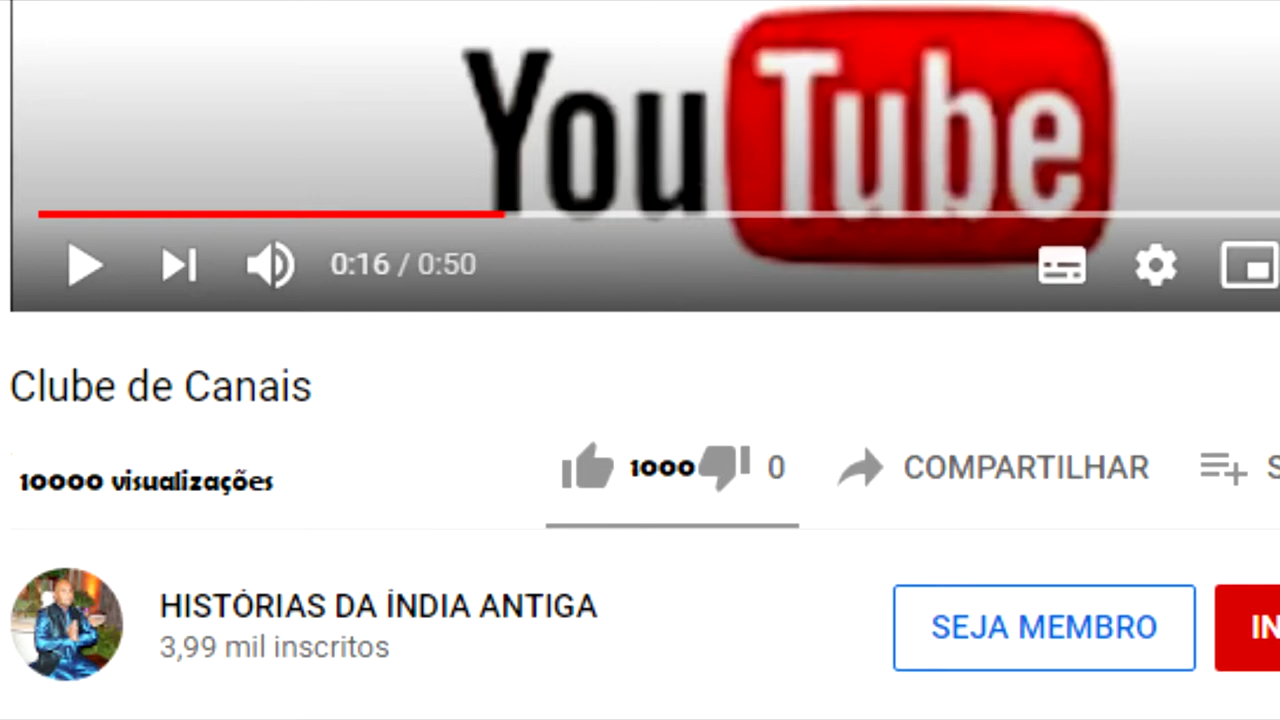 YouTube
0:16 / 0:50
Clube de Canais
10000 visualizações
1000 0 COMPARTILHAR S
HISTÓRIAS DA ÍNDIA ANTIGA
3,99 mil inscritos
SEJA MEMBRO IN